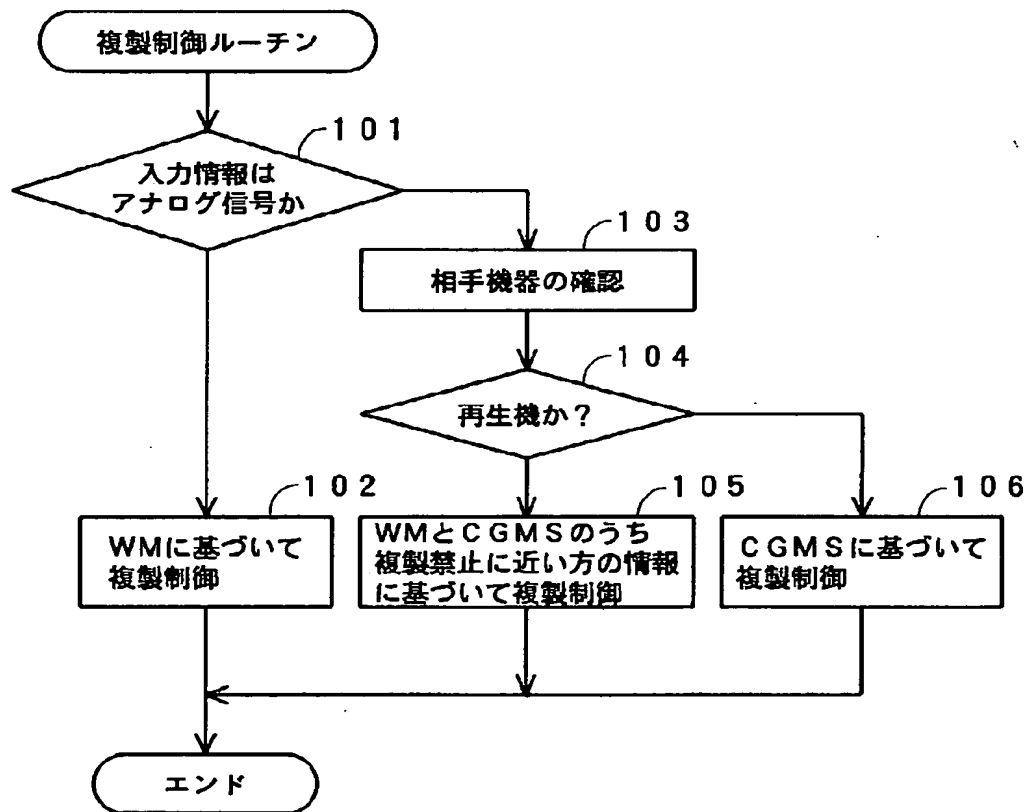 複製制御ルーチン
101
入力情報は
アナログ信号か
103
相手機器の確認
104
再生機か?
102
WMに基づいて
複製制御
105
WMとCGMSのうち
複製禁止に近い方の情報
に基づいて複製制御
106
CGMSに基づいて
複製制御
エンド